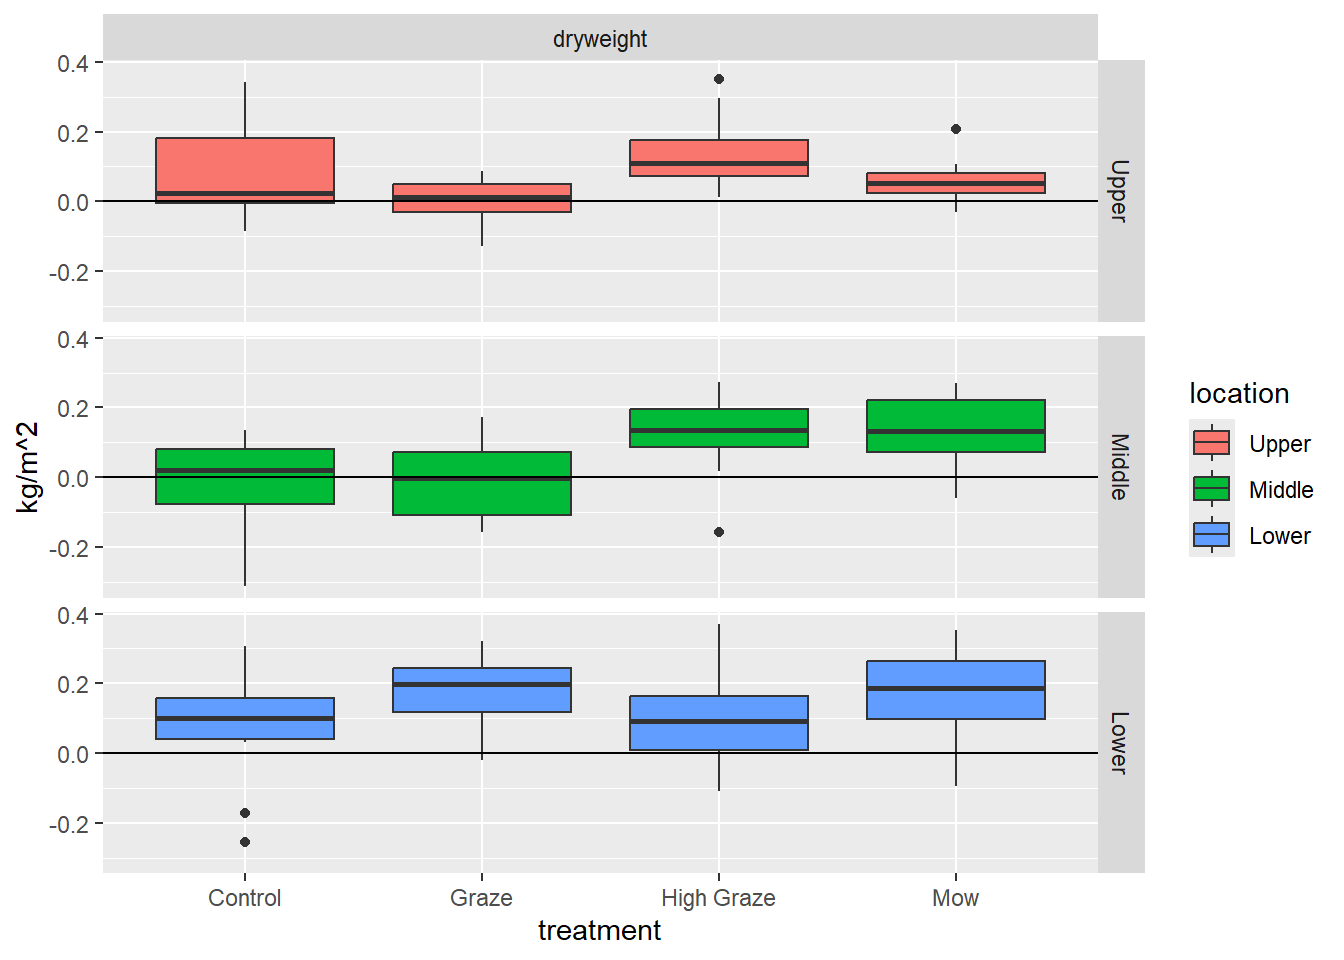 dryweight
0.4
0.2
0.0
-0.2
Upper
0.4
0.2
0.0
-0.2
Middle
0.4
0.2
0.0
-0.2
Lower
kg/m^2
Control Graze High Graze Mow
treatment
location
Upper
Middle
Lower